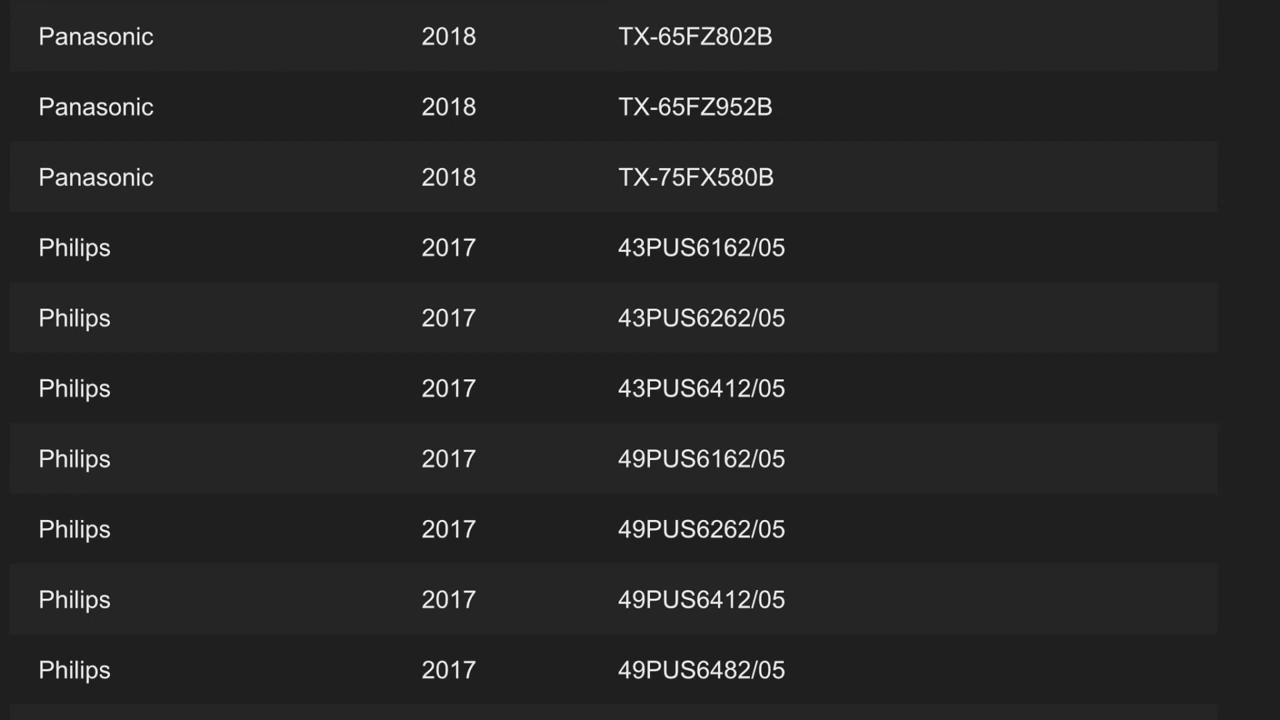 Panasonic 2018 TX-65FZ802B
Panasonic 2018 TX-65FZ952B
Panasonic 2018 TX-75FX580B
Philips 2017 43PUS6162/05
Philips 2017 43PUS6262/05
Philips 2017 43PUS6412/05
Philips 2017 49PUS6162/05
Philips 2017 49PUS6262/05
Philips 2017 49PUS6412/05
Philips 2017 49PUS6482/05